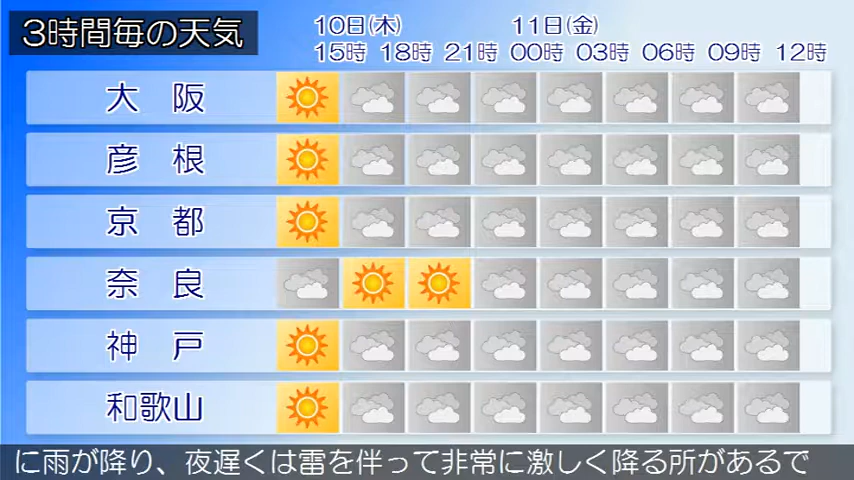 3時間毎の天気
10日(木) 11日(金)
15時 18時 21時 00時 03時 06時 09時 12時
大阪
彦根
京都
奈良
神戸
和歌山
に雨が降り、夜遅くは雷を伴って非常に激しく降る所があるで